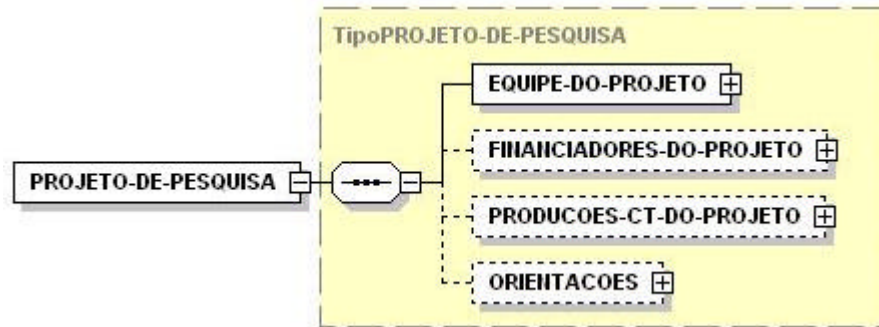 TipoPROJETO-DE-PESQUISA
EQUIPE-DO-PROJETO
FINANCIADORES-DO-PROJETO
PROJETO-DE-PESQUISA
PRODUCOES-CT-DO-PROJETO
ORIENTACOES